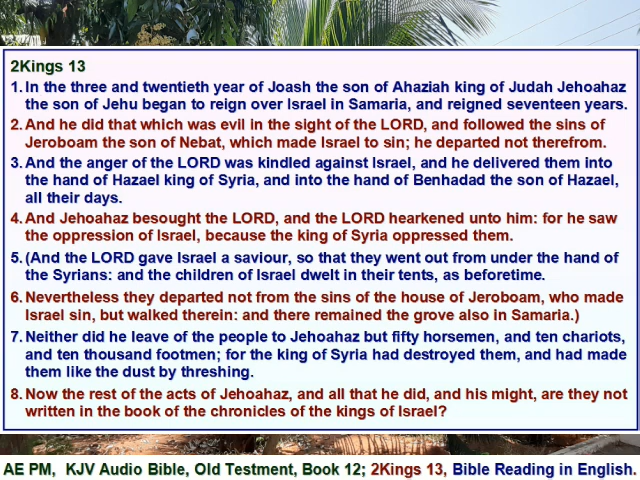 2Kings 13
1. In the three and twentieth year of Joash the son of Ahaziah king of Judah Jehoahaz
the son of Jehu began to reign over Israel in Samaria, and reigned seventeen years.
2. And he did that which was evil in the sight of the LORD, and followed the sins of
Jeroboam the son of Nebat, which made Israel to sin; he departed not therefrom.
3. And the anger of the LORD was kindled against Israel, and he delivered them into
the hand of Hazael king of Syria, and into the hand of Benhadad the son of Hazael,
all their days.
4. And Jehoahaz besought the LORD, and the LORD hearkened unto him: for he saw
the oppression of Israel, because the king of Syria oppressed them.
5. (And the LORD gave Israel a saviour, so that they went out from under the hand of
the Syrians: and the children of Israel dwelt in their tents, as beforetime.
6. Nevertheless they departed not from the sins of the house of Jeroboam, who made
Israel sin, but walked therein: and there remained the grove also in Samaria.)
7. Neither did he leave of the people to Jehoahaz but fifty horsemen, and ten chariots,
and ten thousand footmen; for the king of Syria had destroyed them, and had made
them like the dust by threshing.
8. Now the rest of the acts of Jehoahaz, and all that he did, and his might, are they not
written in the book of the chronicles of the kings of Israel?
AE PM, KJV Audio Bible, Old Testment, Book 12; 2Kings 13, Bible Reading in English.